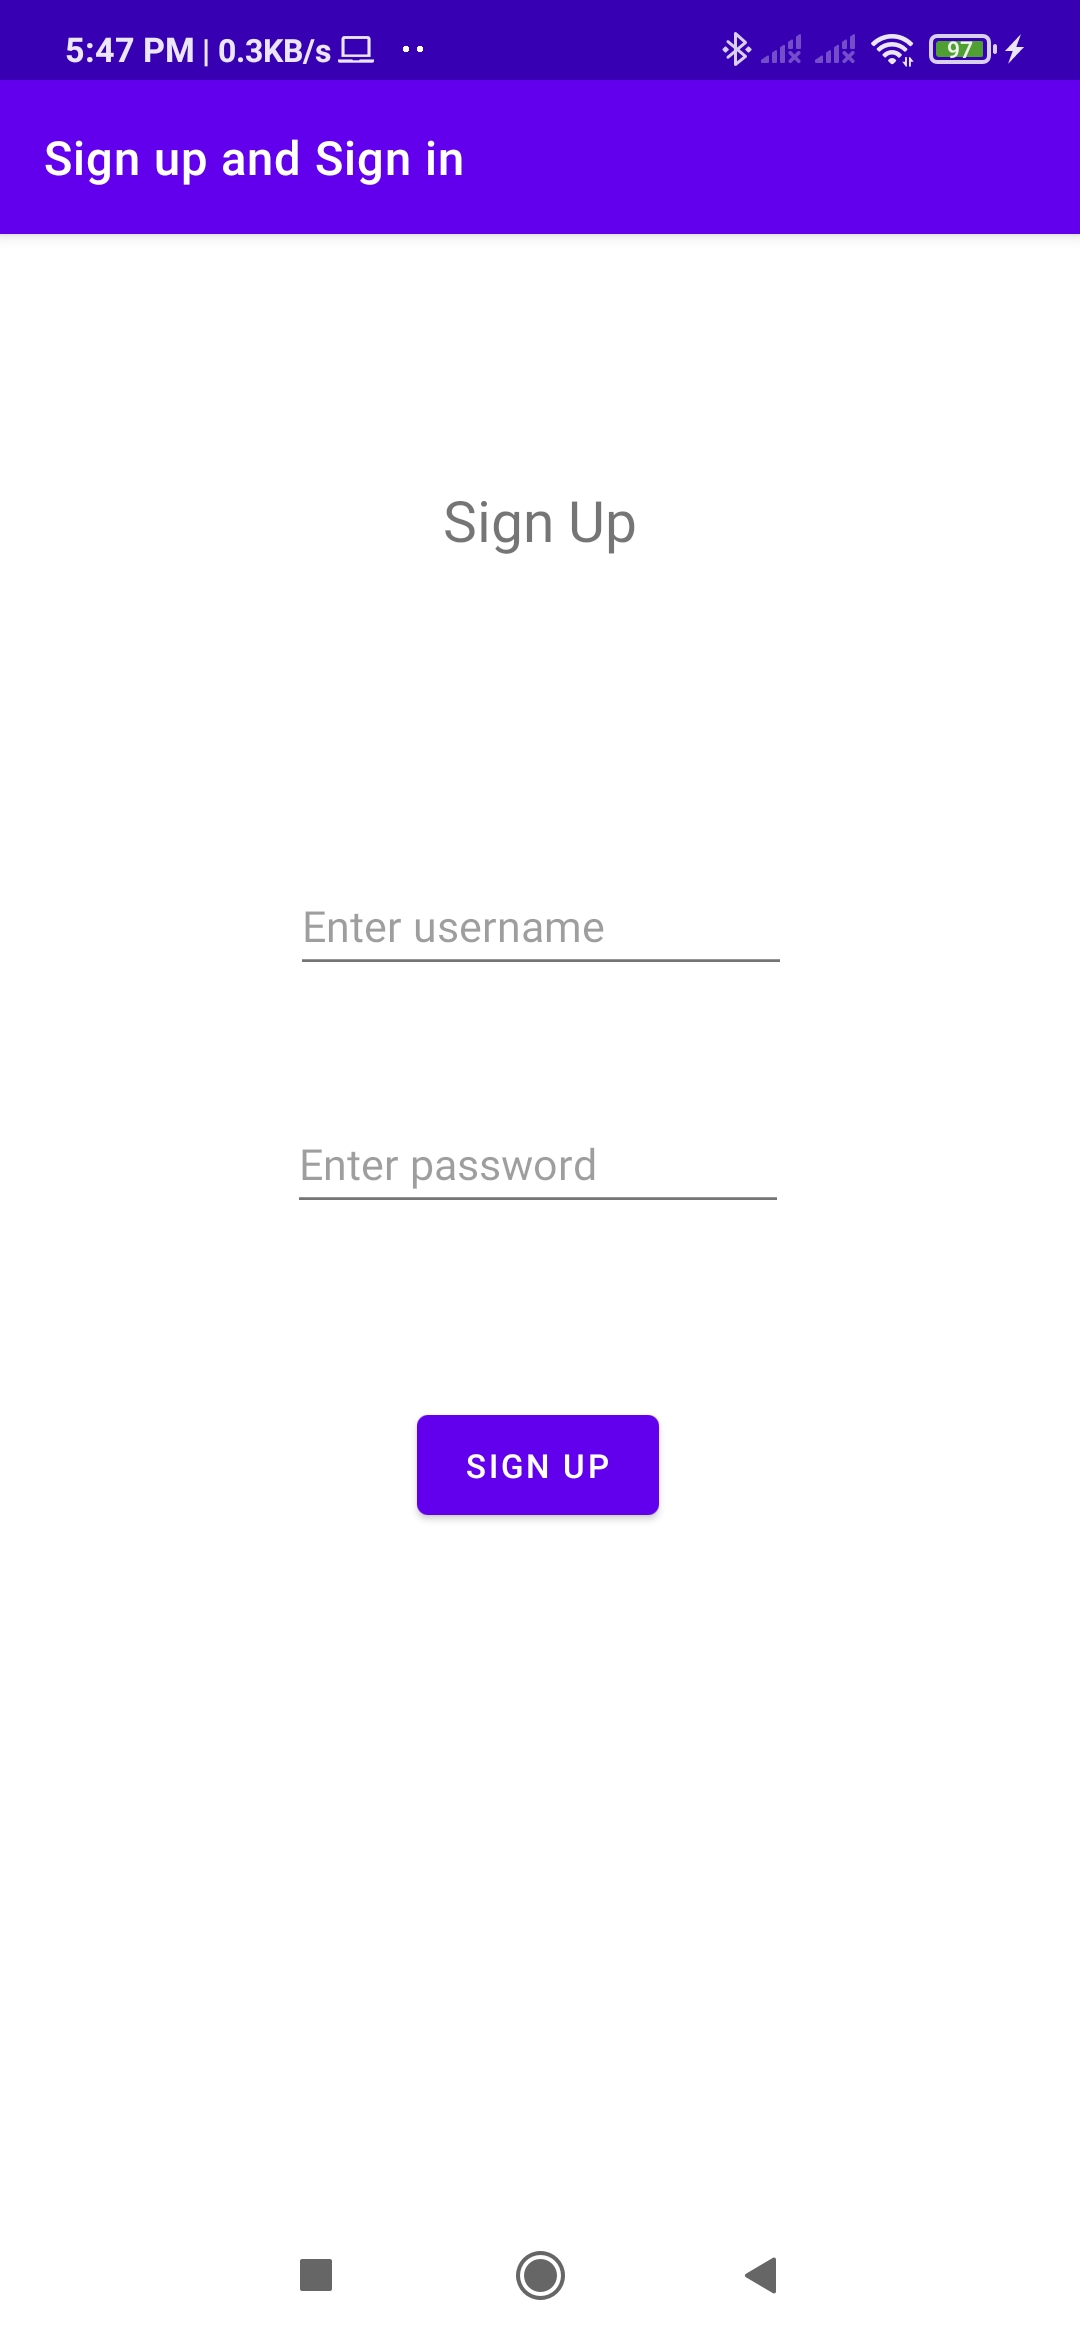 5:47 PM | 0.3KB/s
97
Sign up and Sign in
Sign Up
Enter username
Enter password
SIGN UP